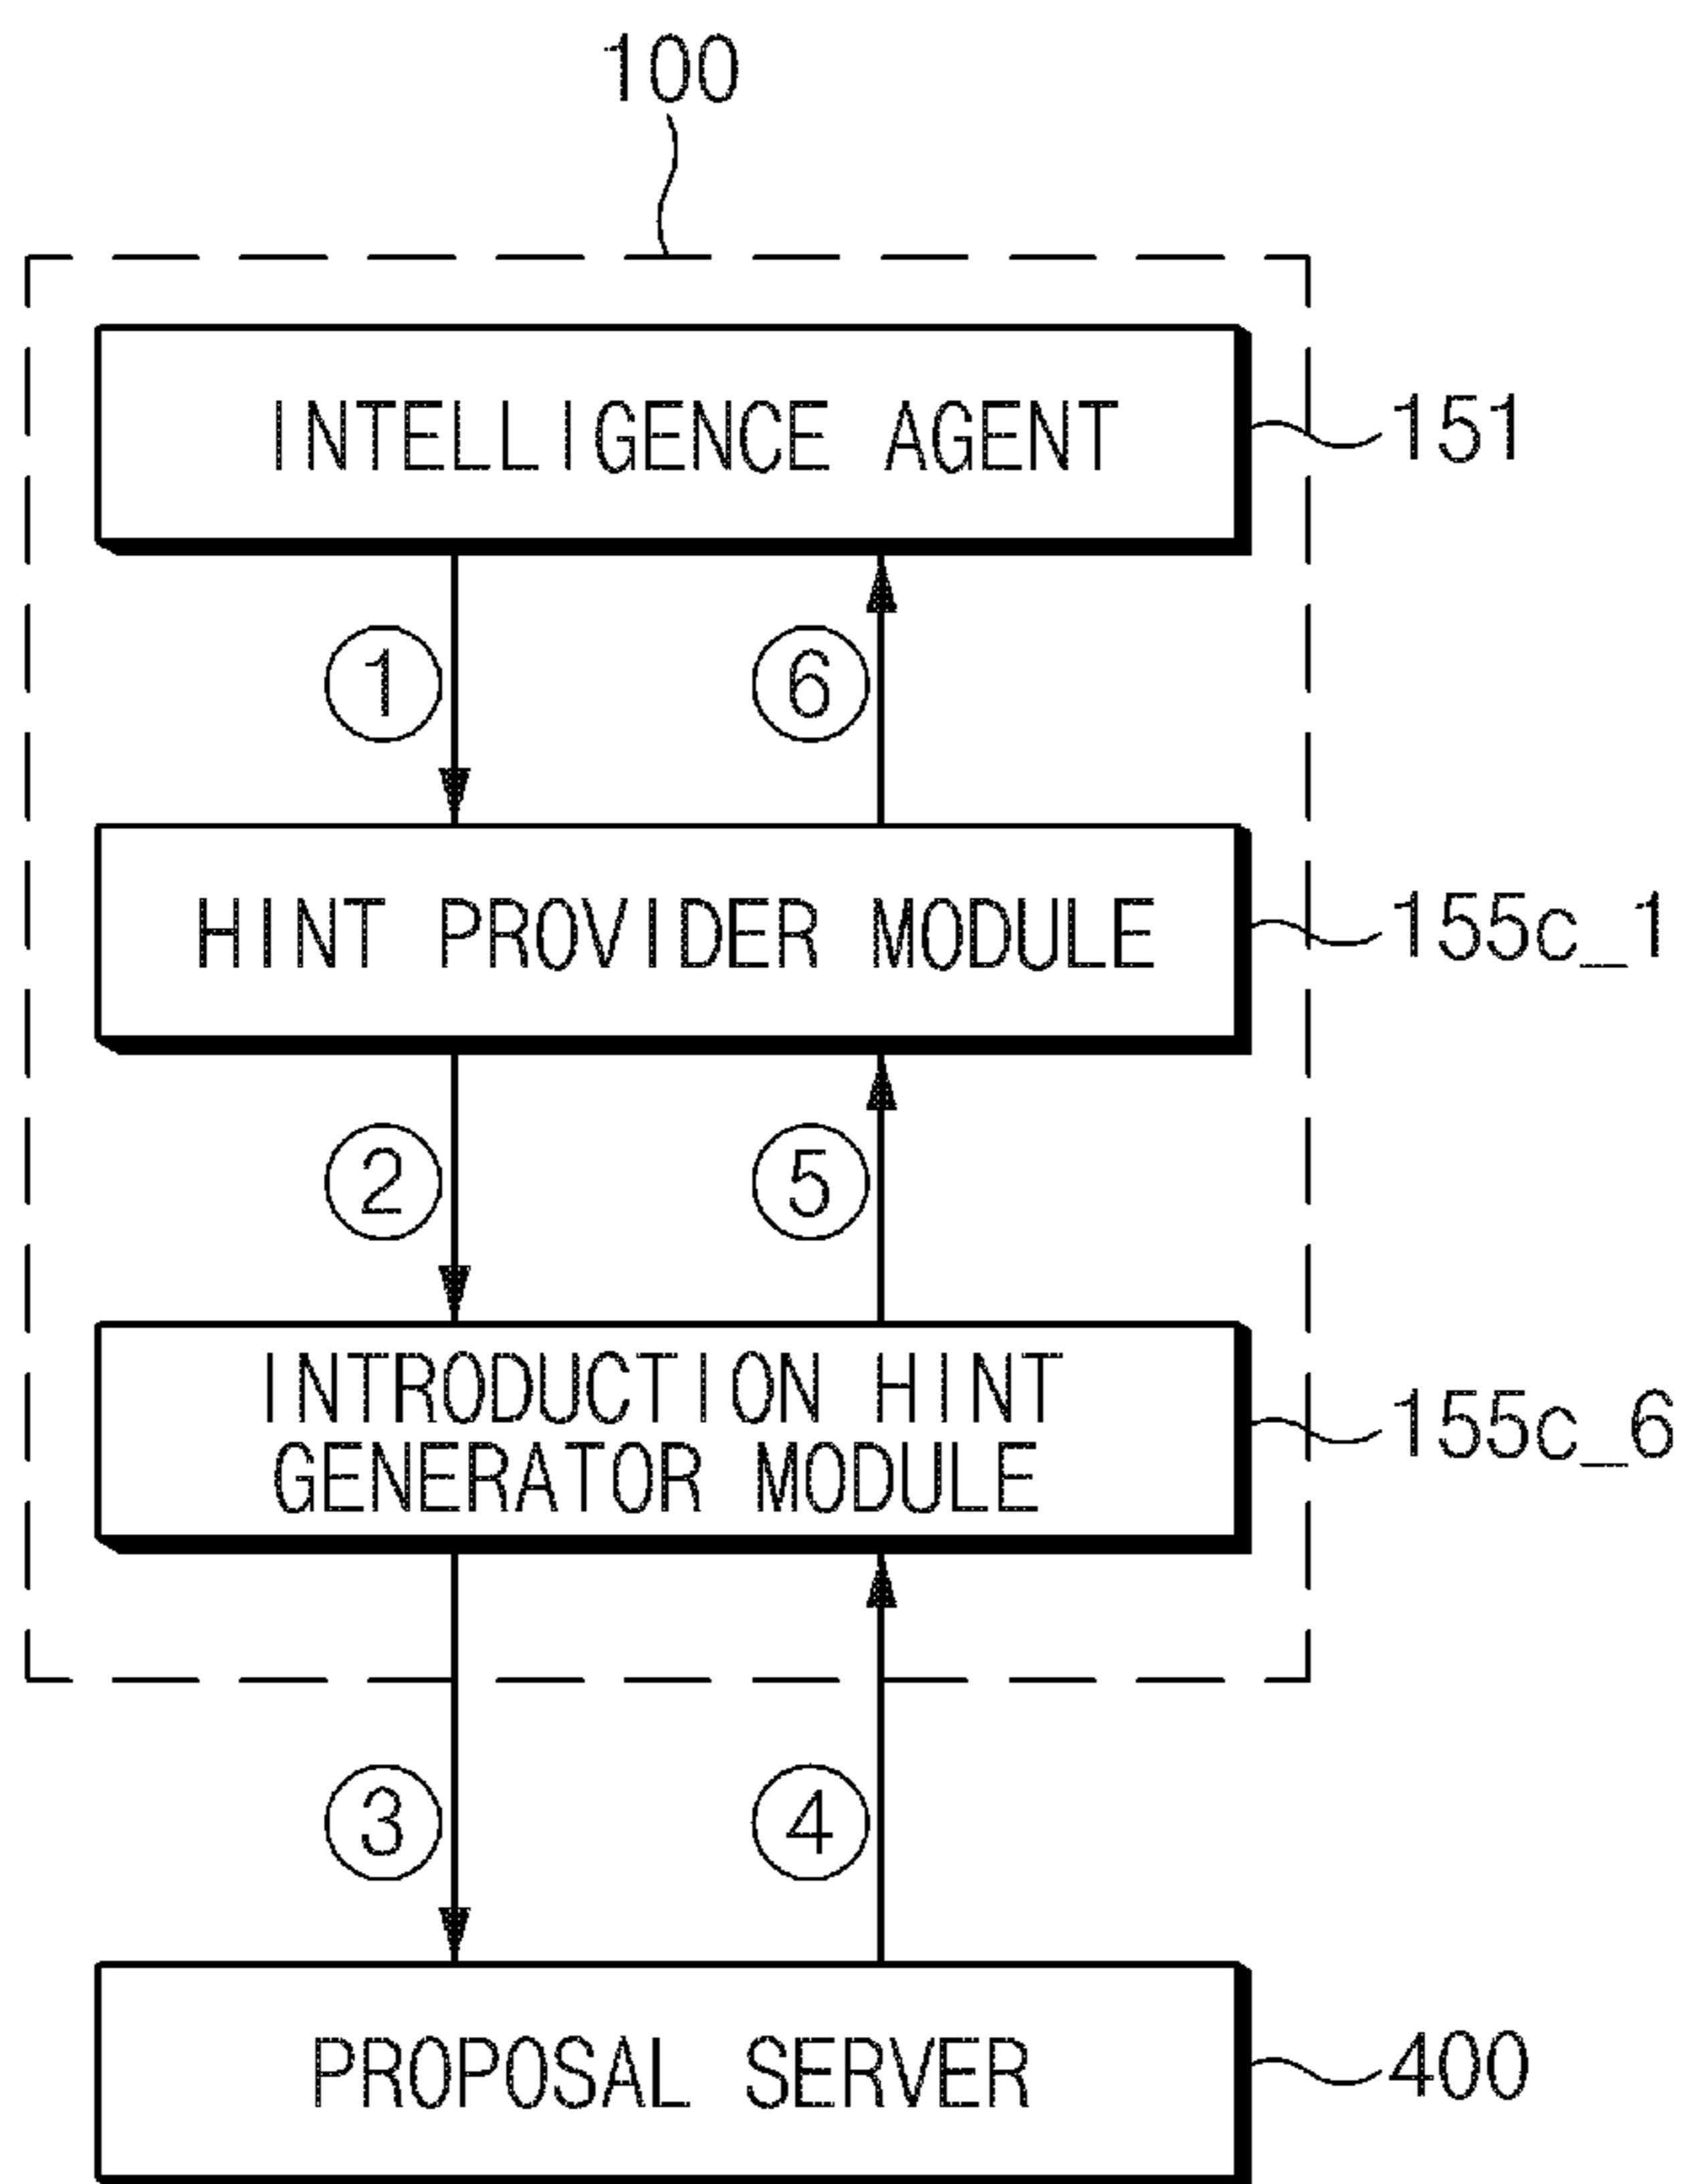 100
INTELLIGENCE AGENT
151
① ⑥
HINT PROVIDER MODULE
155c_1
② ⑤
INTRODUCTION HINT
GENERATOR MODULE
155c_6
③ ④
PROPOSAL SERVER
400